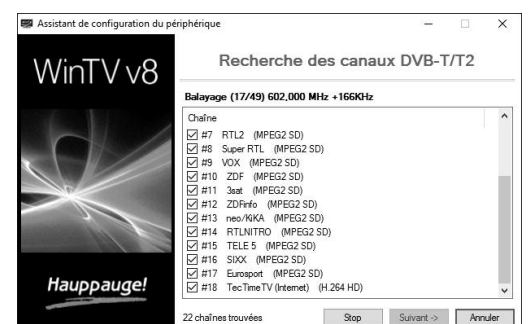 Assistant de configuration du périphérique
WinTV v8
Hauppauge!
Recherche des canaux DVB-T/T2
Balayage (17/49) 602,000 MHz +166KHz
Chaîne
#7 RTL2 (MPEG2 SD)
#8 Super RTL (MPEG2 SD)
#9 VOX (MPEG2 SD)
#10 ZDF (MPEG2 SD)
#11 3sat (MPEG2 SD)
#12 ZDFinfo (MPEG2 SD)
#13 neo/KiKA (MPEG2 SD)
#14 RTLNITRO (MPEG2 SD)
#15 TELE 5 (MPEG2 SD)
#16 SIXX (MPEG2 SD)
#17 Eurosport (MPEG2 SD)
#18 TecTimeTV (Internet) (H.264 HD)
22 chaînes trouvées
Stop
Suivant ->
Annuler